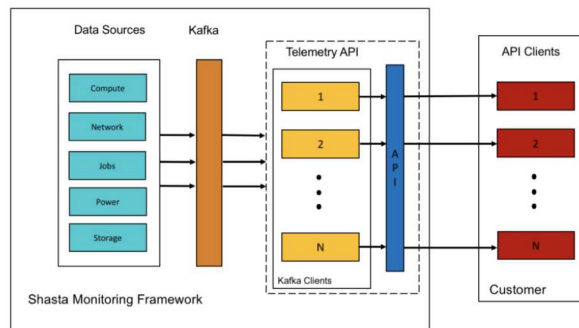 Data Sources
Kafka
Telemetry API
API Clients
Compute
Network
Jobs
Power
Storage
1
2
N
Kafka Clients
API
1
2
N
Shasta Monitoring Framework
Customer